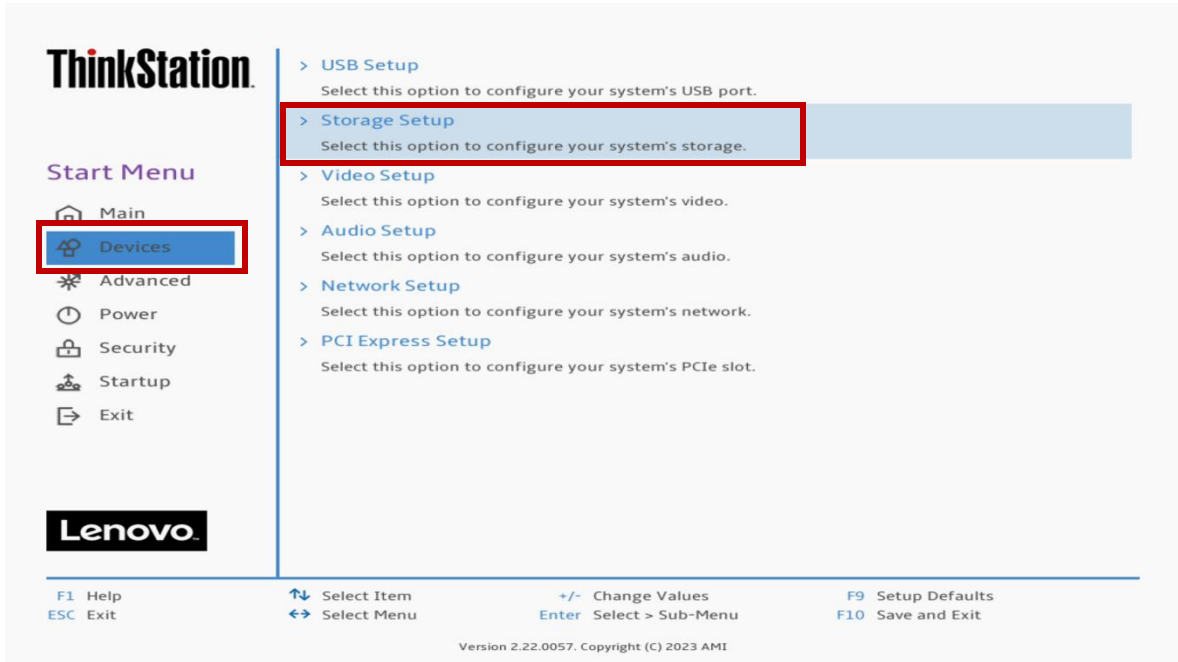 ThinkStation
Start Menu
Main
Devices
Advanced
Power
Security
Startup
Exit
Lenovo
> USB Setup
Select this option to configure your system's USB port.
> Storage Setup
Select this option to configure your system's storage.
> Video Setup
Select this option to configure your system's video.
> Audio Setup
Select this option to configure your system's audio.
> Network Setup
Select this option to configure your system's network.
> PCI Express Setup
Select this option to configure your system's PCIe slot.
F1 Help ↑↓ Select Item +/- Change Values F9 Setup Defaults
ESC Exit ←→ Select Menu Enter Select > Sub-Menu F10 Save and Exit
Version 2.22.0057. Copyright (C) 2023 AMI